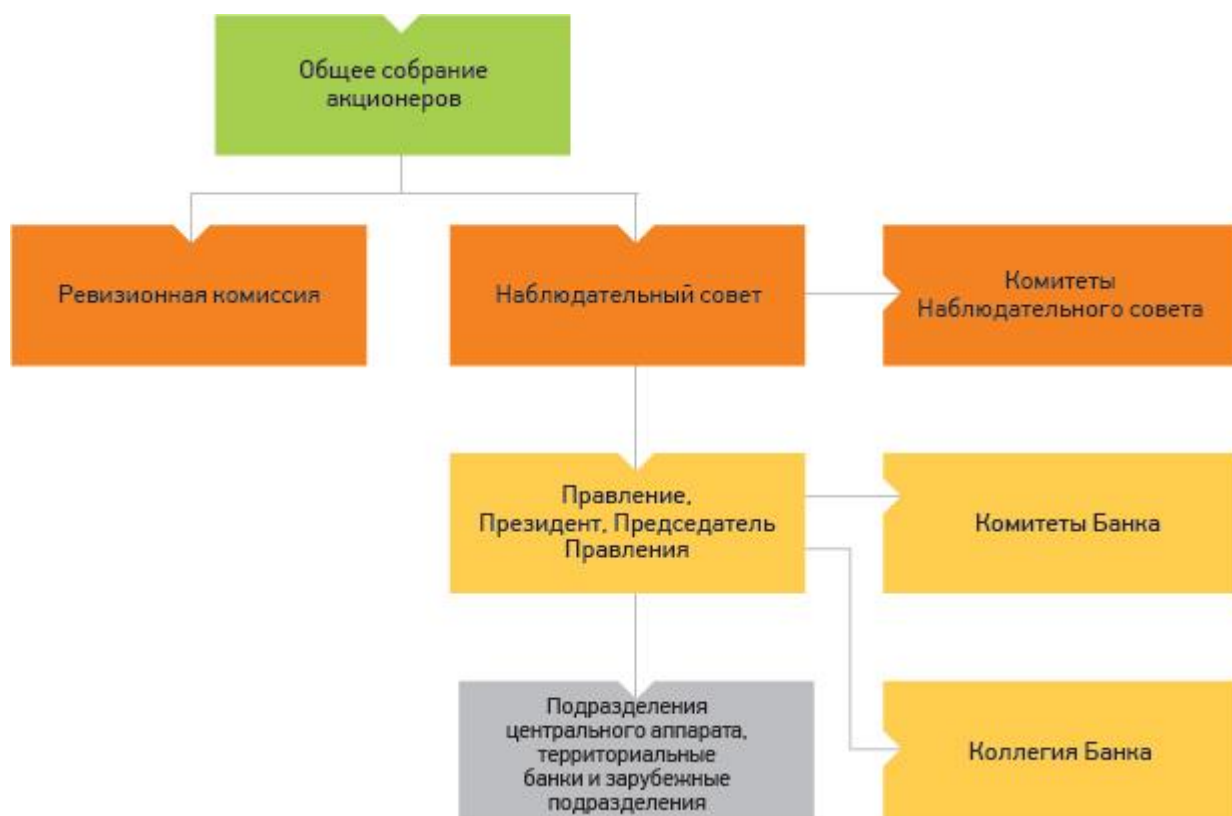 Общее собрание
акционеров
Ревизионная комиссия
Наблюдательный совет
Комитеты
Наблюдательного совета
Правление,
Президент, Председатель
Правления
Комитеты Банка
Подразделения
центрального аппарата,
территориальные
банки и зарубежные
подразделения
Коллегия Банка